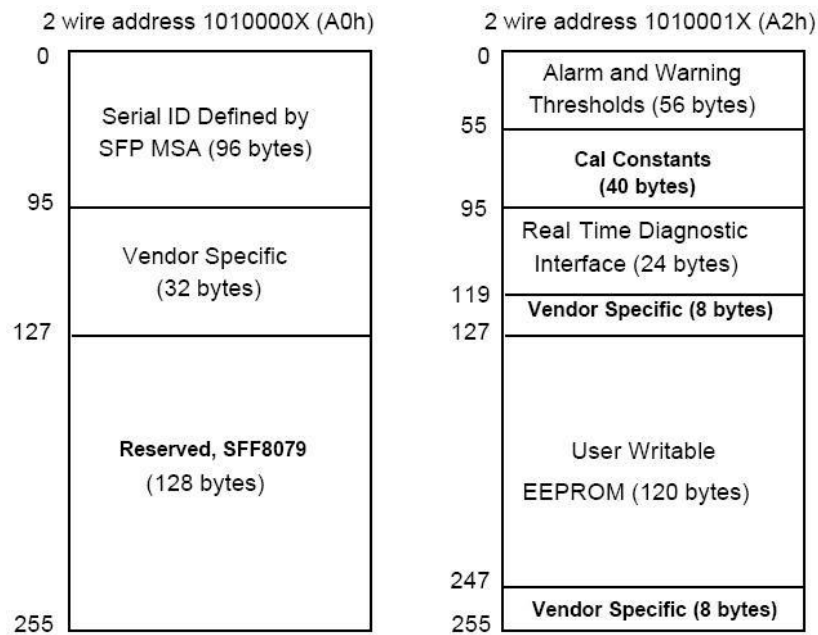 2 wire address 1010000X (A0h)
0
Serial ID Defined by
SFP MSA (96 bytes)
95
Vendor Specific
(32 bytes)
127
Reserved, SFF8079
(128 bytes)
255
2 wire address 1010001X (A2h)
0
Alarm and Warning
Thresholds (56 bytes)
55
Cal Constants
(40 bytes)
95
Real Time Diagnostic
Interface (24 bytes)
119
Vendor Specific (8 bytes)
127
User Writable
EEPROM (120 bytes)
247
Vendor Specific (8 bytes)
255